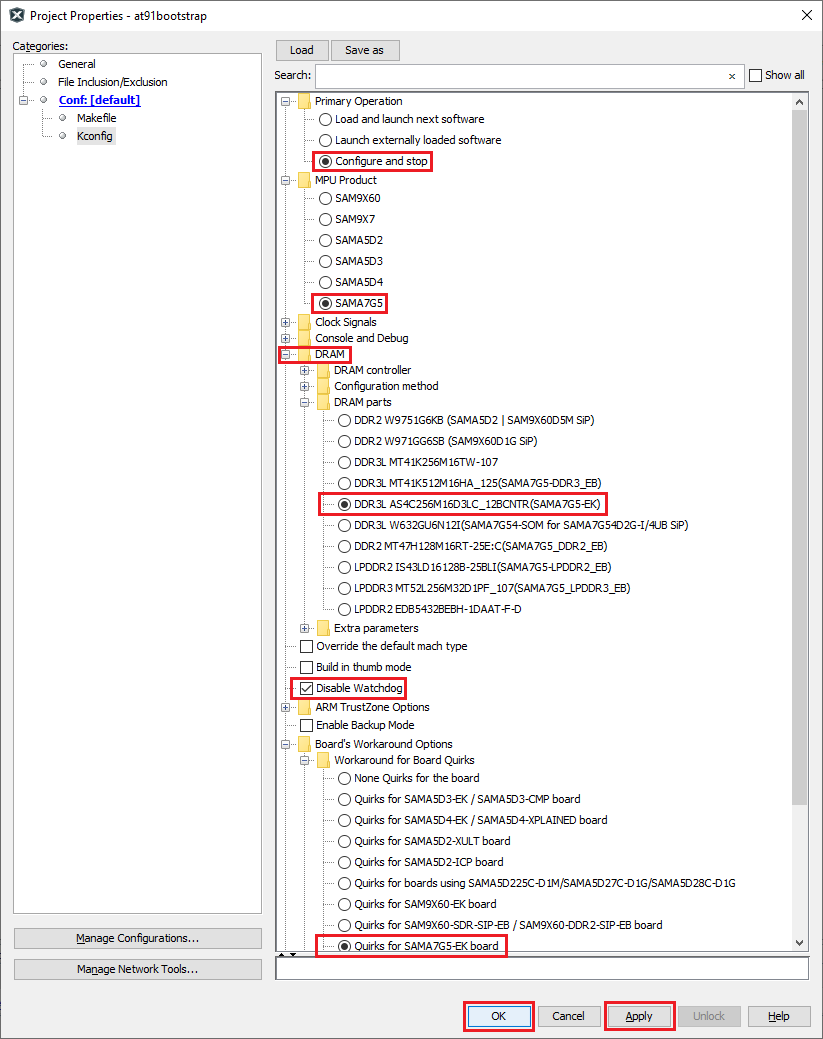 Project Properties - at91bootstrap
Categories:
General
File Inclusion/Exclusion
Conf: [default]
Makefile
Kconfig
Manage Configurations...
Manage Network Tools...
Load
Save as
Search:
Show all
Primary Operation
Load and launch next software
Launch externally loaded software
Configure and stop
MPU Product
SAM9X60
SAM9X7
SAMA5D2
SAMA5D3
SAMA5D4
SAMA7G5
Clock Signals
Console and Debug
DRAM
DRAM controller
Configuration method
DRAM parts
DDR2 W9751G6KB (SAMA5D2 | SAM9X60D5M SiP)
DDR2 W971GG6SB (SAM9X60D1G SiP)
DDR3L MT41K256M16TW-107
DDR3L MT41K512M16HA_125(SAMA7G5-DDR3_EB)
DDR3L AS4C256M16D3LC_12BCNTR(SAMA7G5-EK)
DDR3L W632GU6N12I(SAMA7G54-SOM for SAMA7G54D2G-I/4UB SiP)
DDR2 MT47H128M16RT-25E:C(SAMA7G5_DDR2_EB)
LPDDR2 IS43LD16128B-25BLI(SAMA7G5-LPDDR2_EB)
LPDDR3 MT52L256M32D1PF_107(SAMA7G5_LPDDR3_EB)
LPDDR2 EDB5432BEBH-1DAAT-F-D
Extra parameters
Override the default mach type
Build in thumb mode
Disable Watchdog
ARM TrustZone Options
Enable Backup Mode
Board's Workaround Options
Workaround for Board Quirks
None Quirks for the board
Quirks for SAMA5D3-EK / SAMA5D3-CMP board
Quirks for SAMA5D4-EK / SAMA5D4-XPLAINED board
Quirks for SAMA5D2-XULT board
Quirks for SAMA5D2-ICP board
Quirks for boards using SAMA5D225C-D1M/SAMA5D27C-D1G/SAMA5D28C-D1G
Quirks for SAM9X60-EK board
Quirks for SAM9X60-SDR-SIP-EB / SAM9X60-DDR2-SIP-EB board
Quirks for SAMA7G5-EK board
OK
Cancel
Apply
Unlock
Help